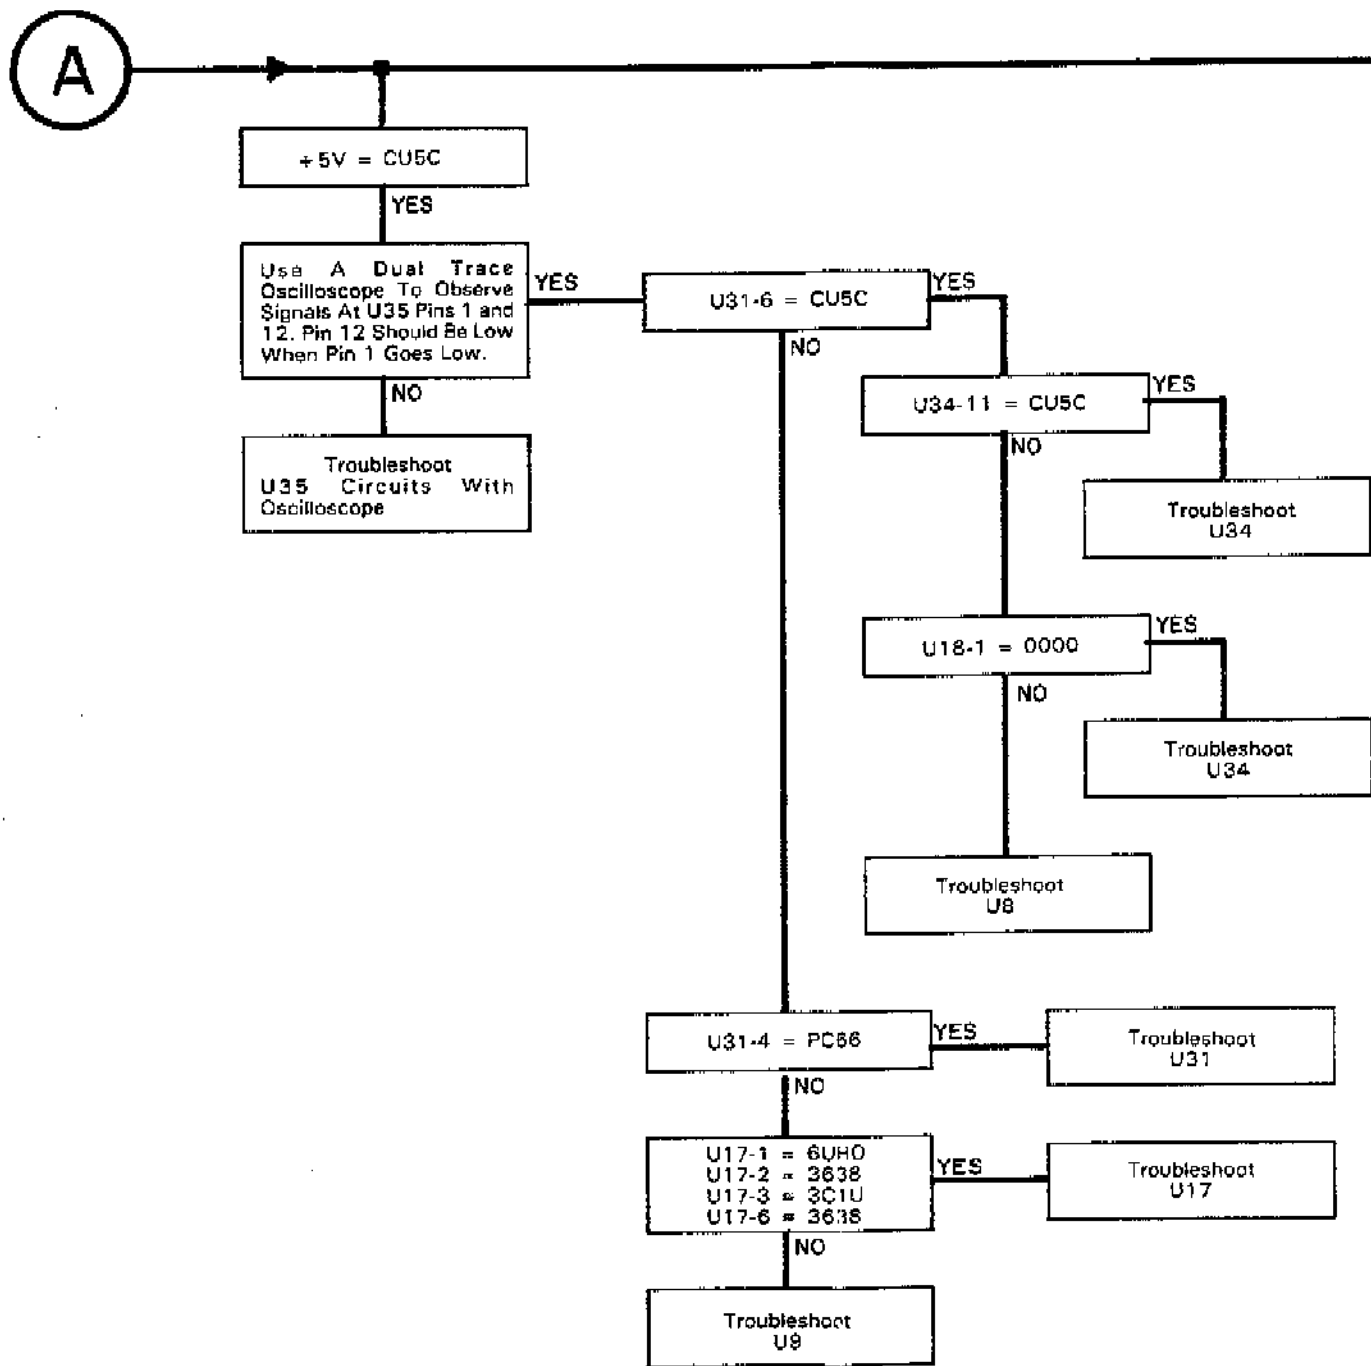 A
+5V = CU5C
YES
Use A Dual Trace
Oscilloscope To Observe
Signals At U35 Pins 1 and
12. Pin 12 Should Be Low
When Pin 1 Goes Low.
YES
NO
Troubleshoot
U35 Circuits With
Oscilloscope
U31-6 = CU5C
YES
NO
U34-11 = CU5C
YES
NO
Troubleshoot
U34
U18-1 = 0000
YES
NO
Troubleshoot
U34
Troubleshoot
U8
U31-4 = PC66
YES
NO
Troubleshoot
U31
U17-1 = 6UH0
U17-2 = 3638
U17-3 = 3C1U
U17-6 = 3638
YES
NO
Troubleshoot
U17
Troubleshoot
U9